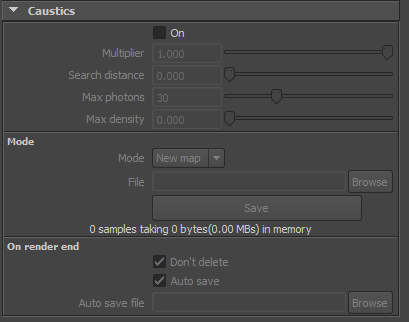 Caustics
On
Multiplier 1.000
Search distance 0.000
Max photons 30
Max density 0.000
Mode
Mode New map
File Browse
Save
0 samples taking 0 bytes(0.00 MBs) in memory
On render end
Don't delete
Auto save
Auto save file Browse